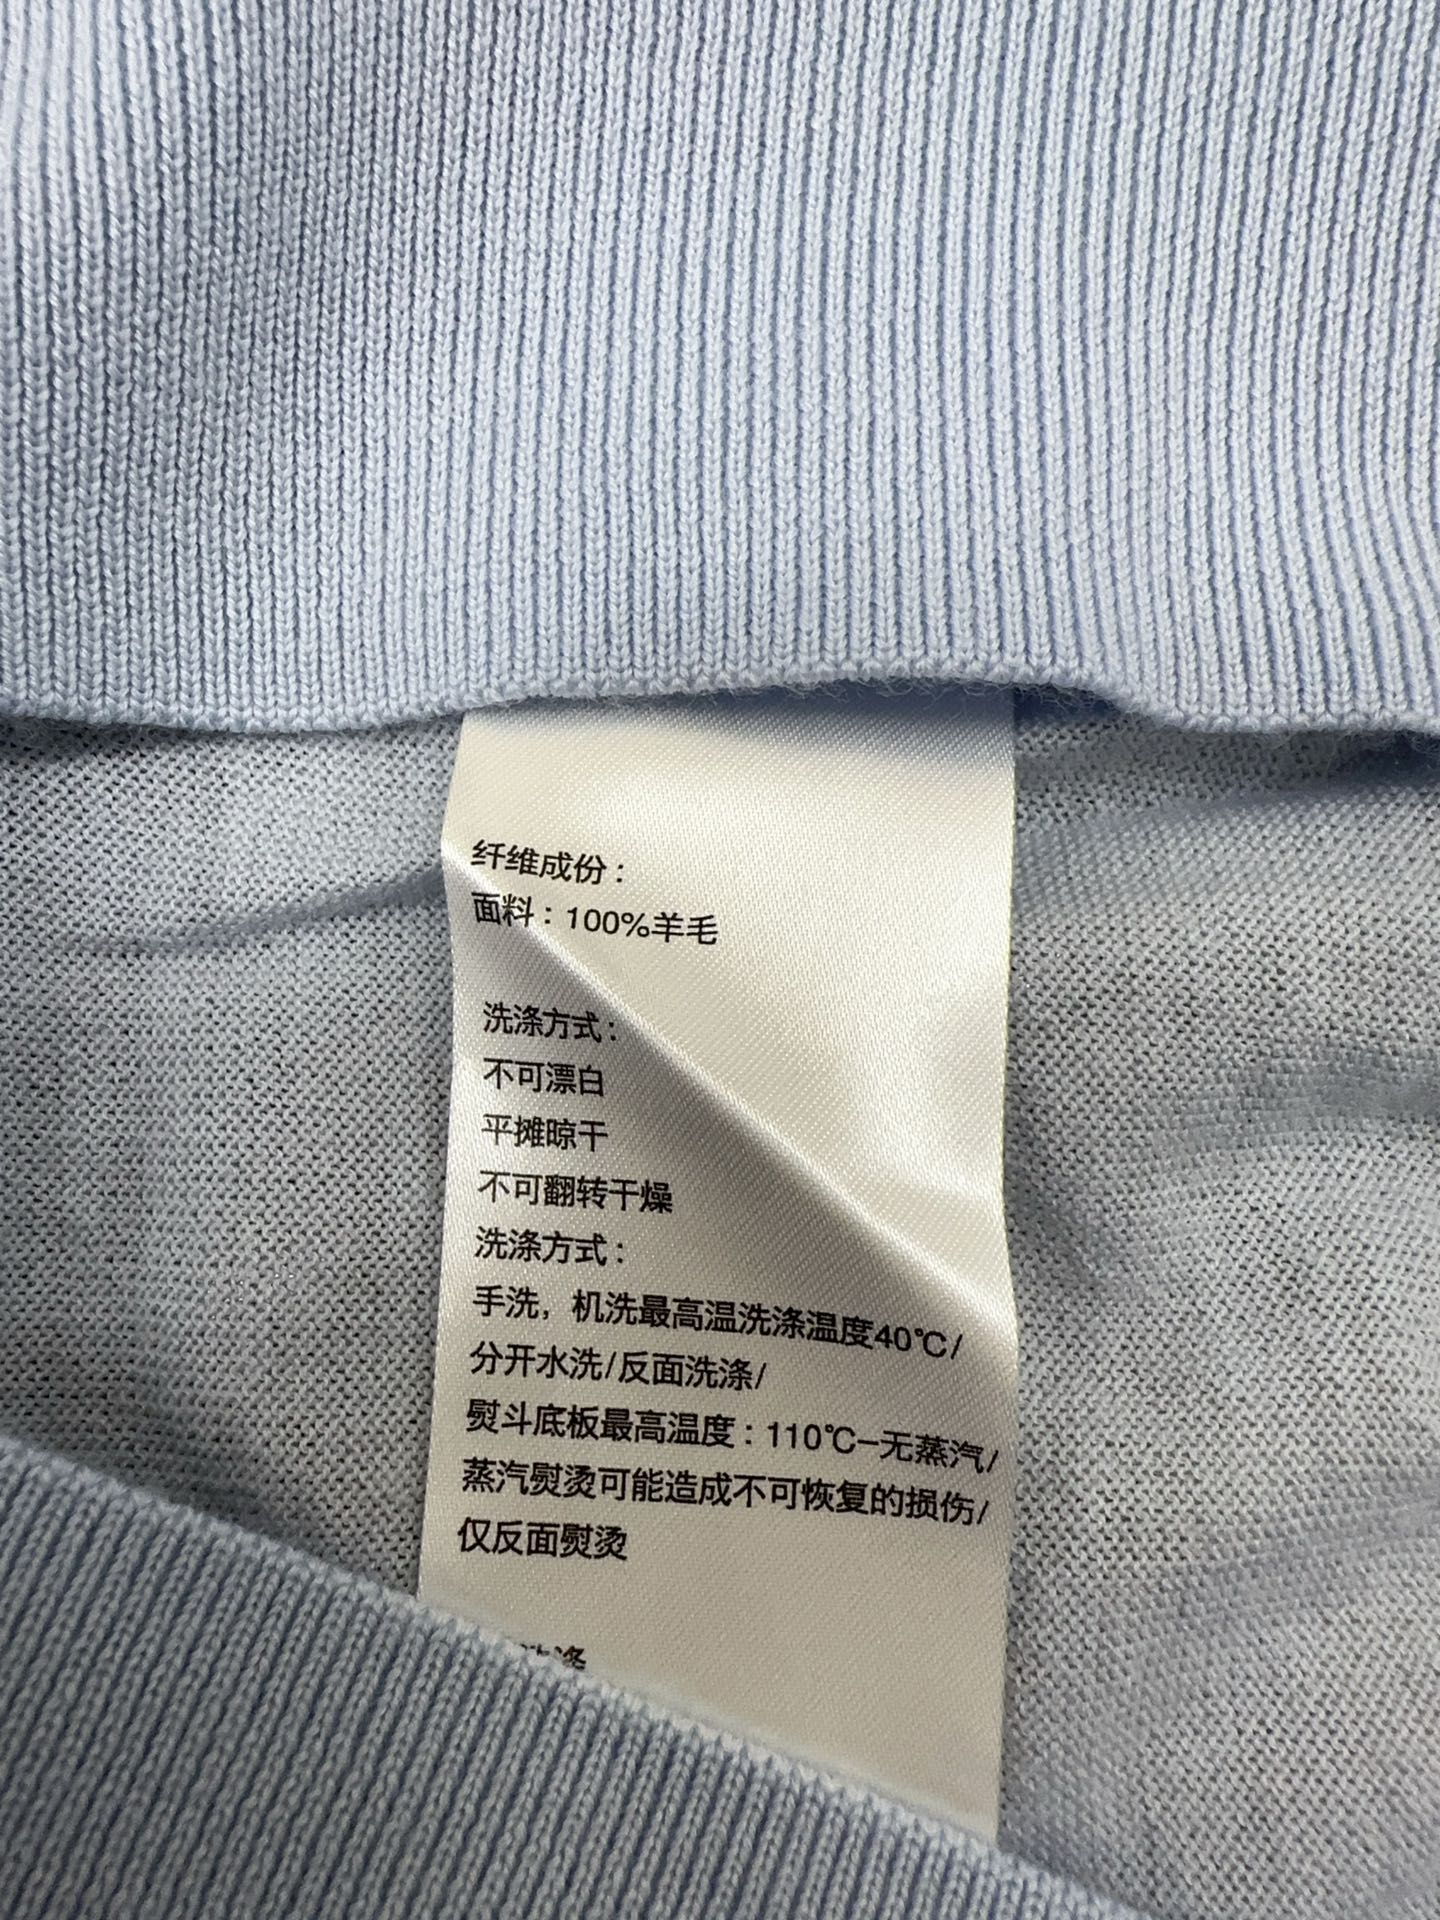 纤维成份：
面料：100%羊毛
洗涤方式：
不可漂白
平摊晾干
不可翻转干燥
洗涤方式：
手洗，机洗最高温洗涤温度40℃/
分开水洗/反面洗涤/
熨斗底板最高温度：110℃-无蒸汽/
蒸汽熨烫可能造成不可恢复的损伤/
仅反面熨烫
洗涤